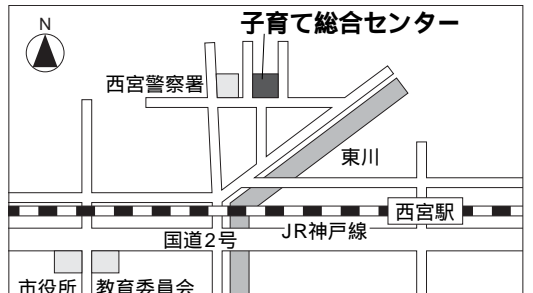 N
子育て総合センター
西宮警察署
東川
西宮駅
国道2号
JR神戸線
市役所
教育委員会